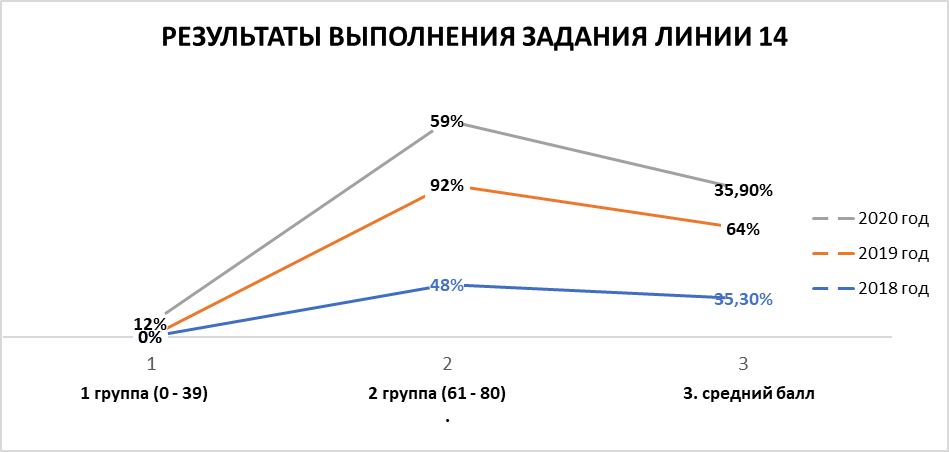 РЕЗУЛЬТАТЫ ВЫПОЛНЕНИЯ ЗАДАНИЯ ЛИНИИ 14
59%
92%
35,90%
64%
48%
35,30%
12%
0%
2020 год
2019 год
2018 год
1 2 3
1 группа (0 - 39) 2 группа (61 - 80) 3. средний балл
.